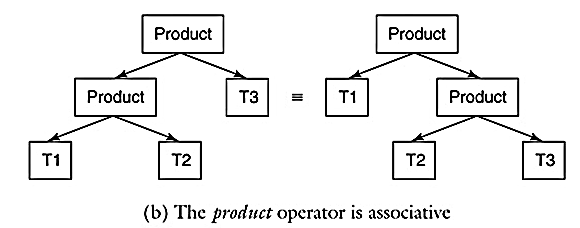 Product Product
Product T3 ≡ T1 Product
T1 T2 T2 T3
(b) The product operator is associative